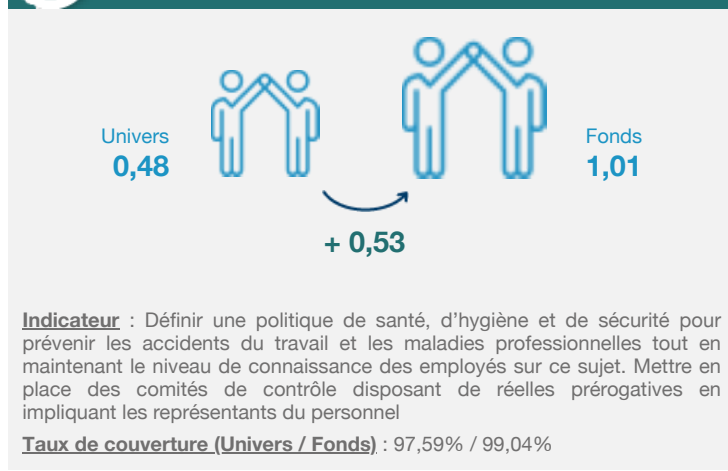 Univers
0,48
Fonds
1,01
+ 0,53
Indicateur : Définir une politique de santé, d’hygiène et de sécurité pour
prévenir les accidents du travail et les maladies professionnelles tout en
maintenant le niveau de connaissance des employés sur ce sujet. Mettre en
place des comités de contrôle disposant de réelles prérogatives en
impliquant les représentants du personnel
Taux de couverture (Univers / Fonds) : 97,59% / 99,04%